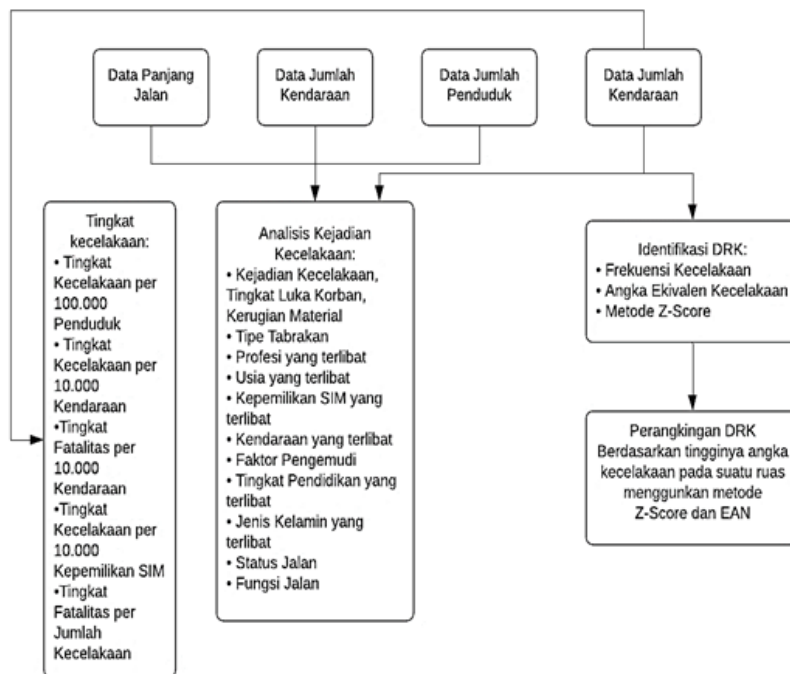 Data Panjang
Jalan
Data Jumlah
Kendaraan
Data Jumlah
Penduduk
Data Jumlah
Kendaraan
Tingkat
kecelakaan:
• Tingkat
Kecelakaan per
100.000
Penduduk
• Tingkat
Kecelakaan per
10.000
Kendaraan
•Tingkat
Fatalitas per
10.000
Kendaraan
•Tingkat
Kecelakaan per
10.000
Kepemilikan SIM
•Tingkat
Fatalitas per
Jumlah
Kecelakaan
Analisis Kejadian
Kecelakaan:
• Kejadian Kecelakaan,
Tingkat Luka Korban,
Kerugian Material
• Tipe Tabrakan
• Profesi yang terlibat
• Usia yang terlibat
• Kepemilikan SIM yang
terlibat
• Kendaraan yang terlibat
• Faktor Pengemudi
• Tingkat Pendidikan yang
terlibat
• Jenis Kelamin yang
terlibat
• Status Jalan
• Fungsi Jalan
Identifikasi DRK:
• Frekuensi Kecelakaan
• Angka Ekivalen Kecelakaan
• Metode Z-Score
Perangkingan DRK
Berdasarkan tingginya angka
kecelakaan pada suatu ruas
menggunkan metode
Z-Score dan EAN